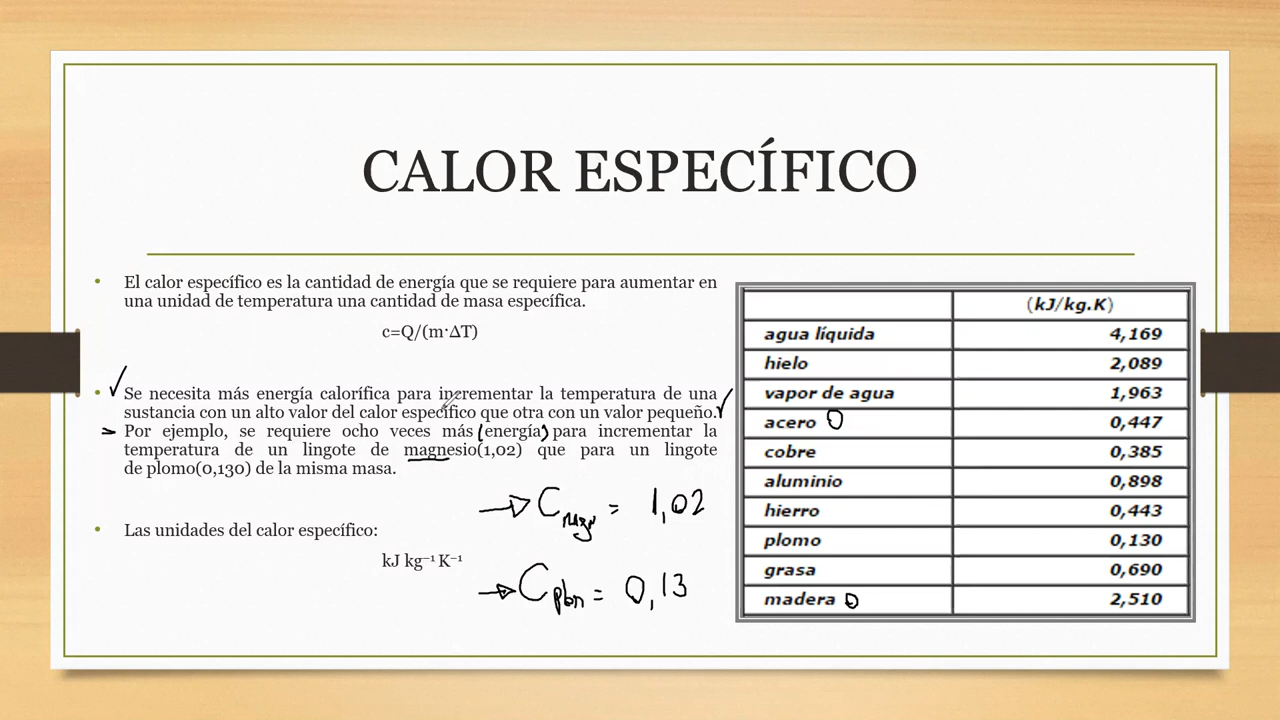 CALOR ESPECÍFICO
• El calor específico es la cantidad de energía que se requiere para aumentar en
una unidad de temperatura una cantidad de masa específica.
c=Q/(m·ΔT)
• Se necesita más energía calorífica para incrementar la temperatura de una
sustancia con un alto valor del calor específico que otra con un valor pequeño.
Por ejemplo, se requiere ocho veces más (energía) para incrementar la
temperatura de un lingote de magnesio(1,02) que para un lingote
de plomo(0,130) de la misma masa.
C = 1,02
• Las unidades del calor específico:
kJ kg⁻¹ K⁻¹
C = 0,13
(kJ/kg.K)
agua líquida 4,169
hielo 2,089
vapor de agua 1,963
acero 0,447
cobre 0,385
aluminio 0,898
hierro 0,443
plomo 0,130
grasa 0,690
madera 2,510